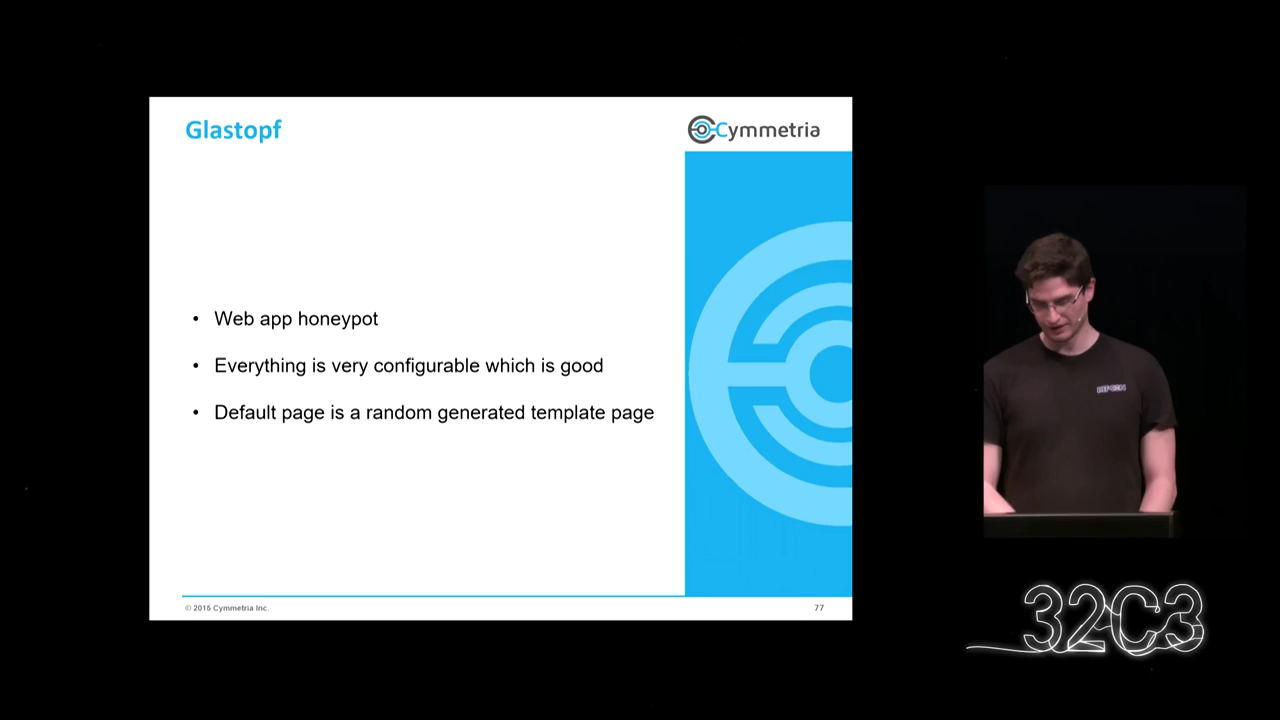 Glastopf
Cymmetria
• Web app honeypot
• Everything is very configurable which is good
• Default page is a random generated template page
© 2015 Cymmetria Inc.
77
32C3